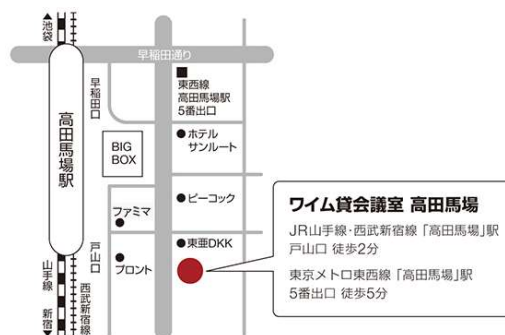 ▲池袋
早稲田通り
早稲田口
■
東西線
高田馬場駅
5番出口
高田馬場駅
BIG
BOX
●ホテル
サンルート
●ピーコック
ファミマ
●
●東亜DKK
戸山口
●
プロント
山手線
西武新宿線
新宿▼
ワイム貸会議室 高田馬場
JR山手線・西武新宿線「高田馬場」駅
戸山口 徒歩2分
東京メトロ東西線「高田馬場」駅
5番出口 徒歩5分